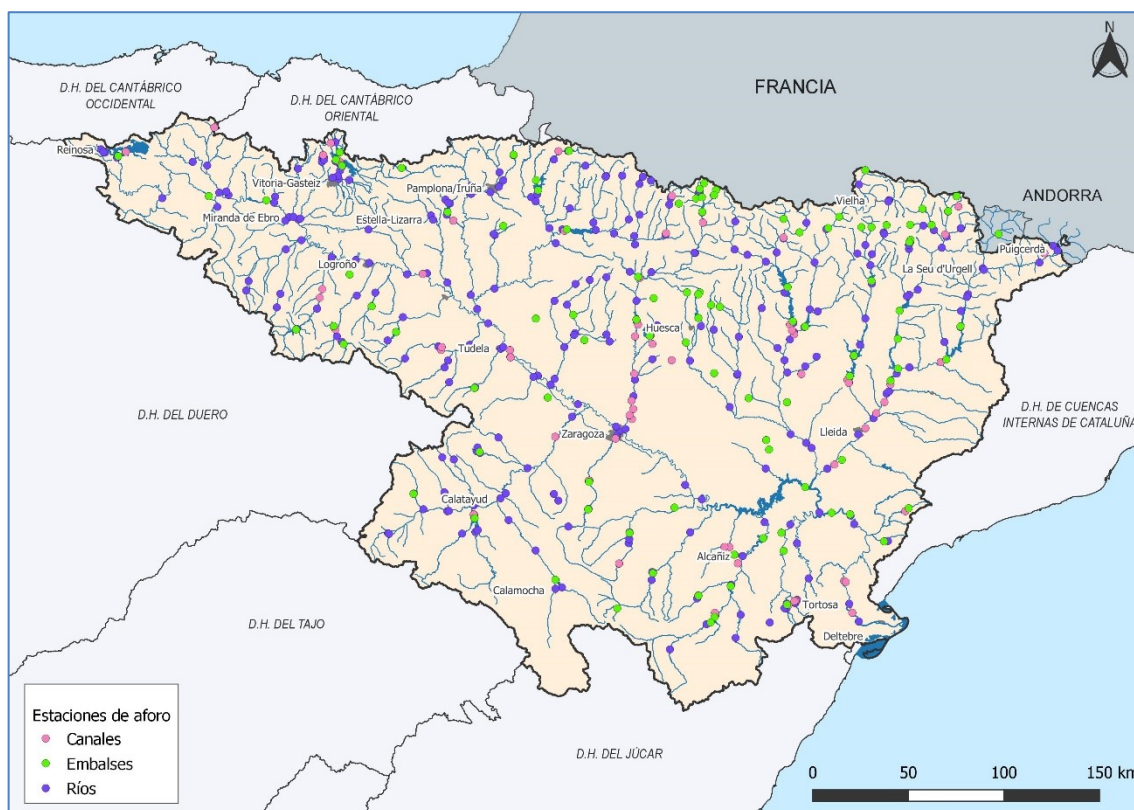 N
FRANCIA
D.H. DEL CANTÁBRICO
OCCIDENTAL
D.H. DEL CANTÁBRICO
ORIENTAL
Reinosa
Vitoria-Gasteiz
Pamplona/Iruña
Vielha
ANDORRA
Miranda de Ebro
Estella-Lizarra
Puigcerda
La Seu d'Urgell
Logroño
Huesca
Tudela
D.H. DEL DUERO
D.H. DE CUENCAS
INTERNAS DE CATALUÑA
Zaragoza
Lleida
Calatayud
Alcañiz
Calamocha
Tortosa
D.H. DEL TAJO
Deltebre
Estaciones de aforo
Canales
Embalses
Ríos
D.H. DEL JÚCAR
0 50 100 150 km